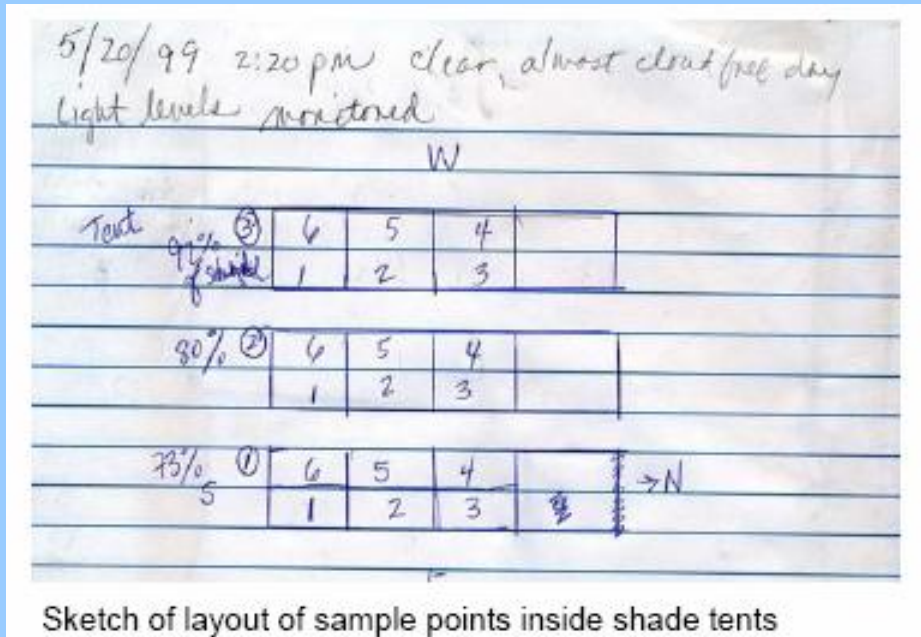 5/20/99 2:20 pm clear, almost cloud free day
light levels monitored
W
Tent ③ 6 5 4
92% of 1 2 3
80% ② 6 5 4
1 2 3
73% ① 6 5 4 →N
S 1 2 3
Sketch of layout of sample points inside shade tents